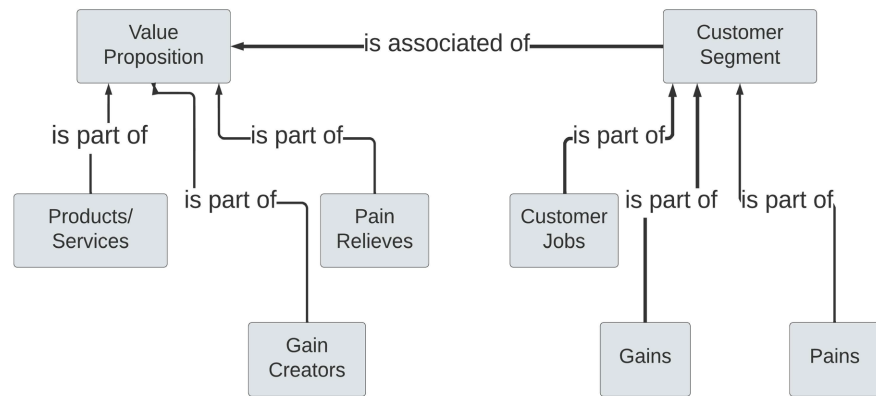 Value
Proposition
is associated of
Customer
Segment
is part of
is part of
is part of
is part of
is part of
is part of
Products/
Services
Pain
Relieves
Customer
Jobs
Gain
Creators
Gains
Pains